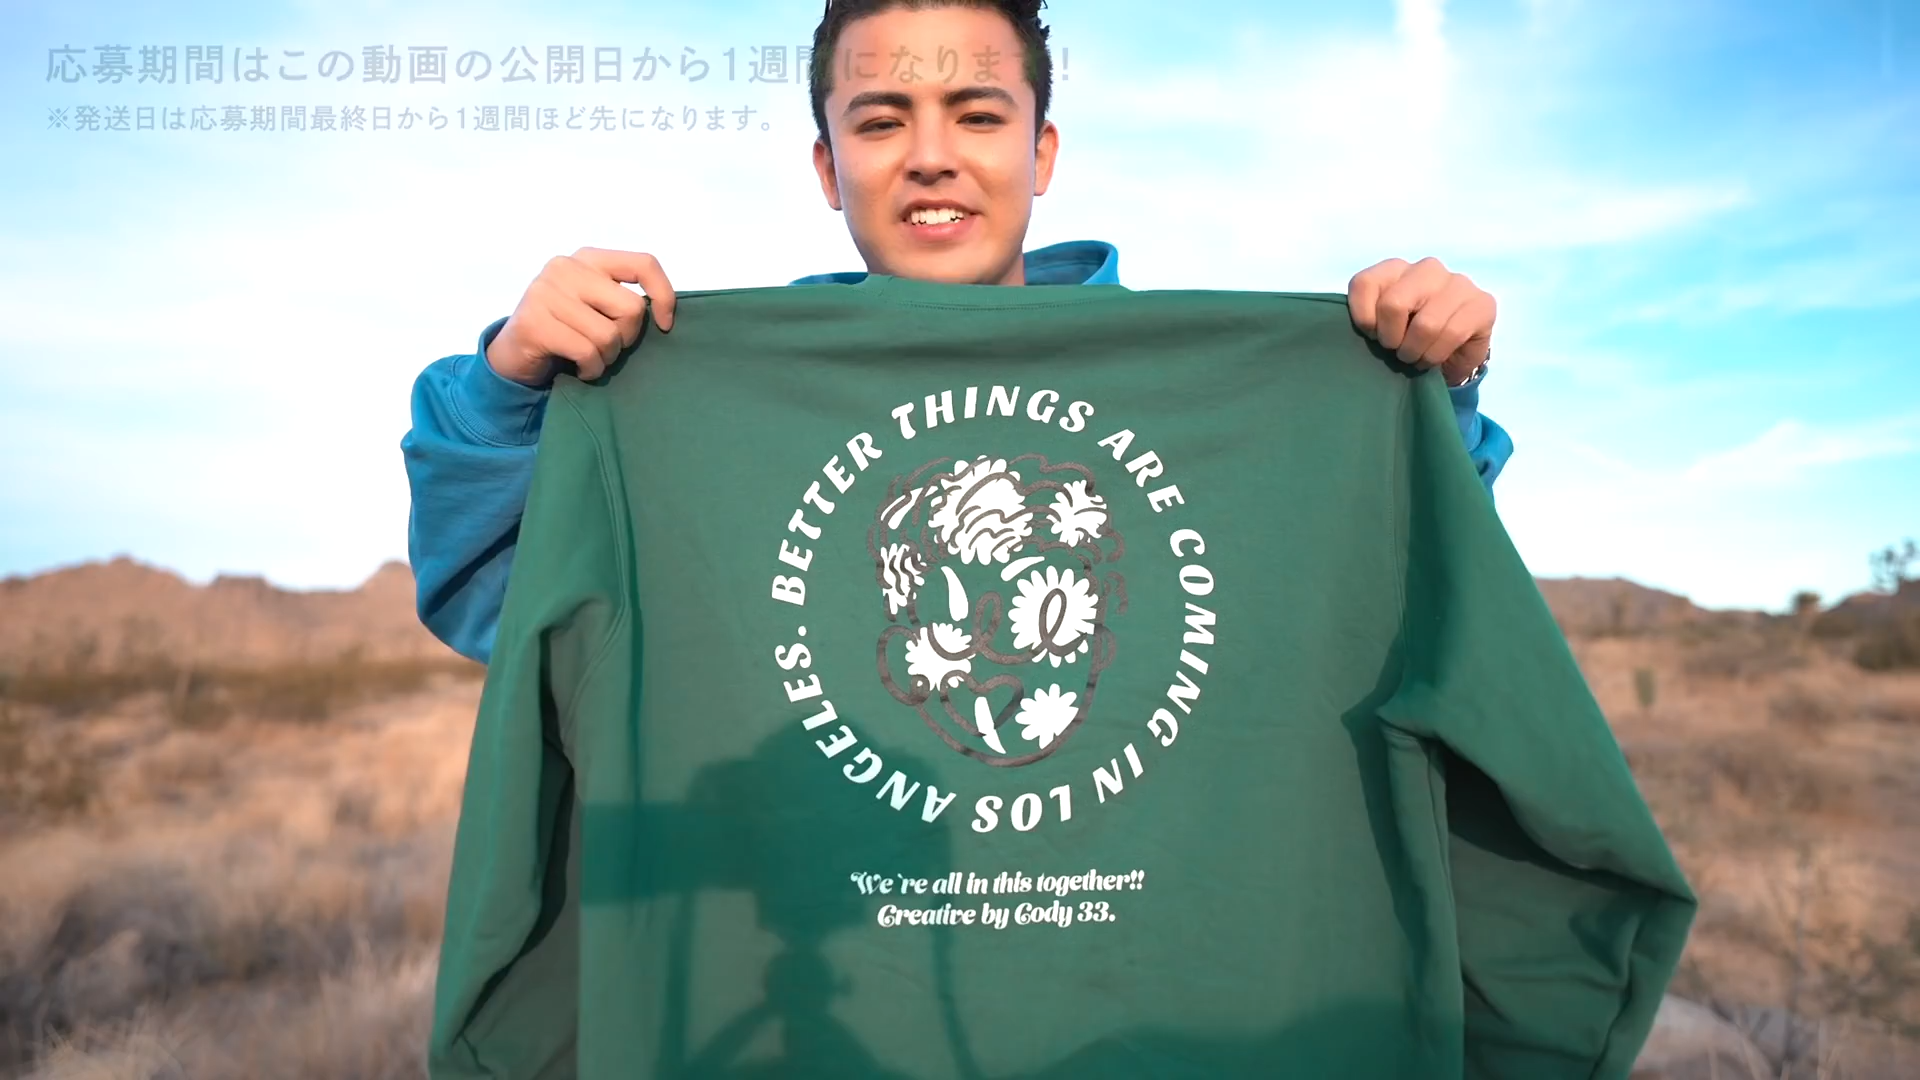 応募期間はこの動画の公開日から1週間になります!
※発送日は応募期間最終日から1週間ほど先になります。
BETTER THINGS ARE COMING IN LOS ANGELES.
We're all in this together!!
Creative by Cody 33.